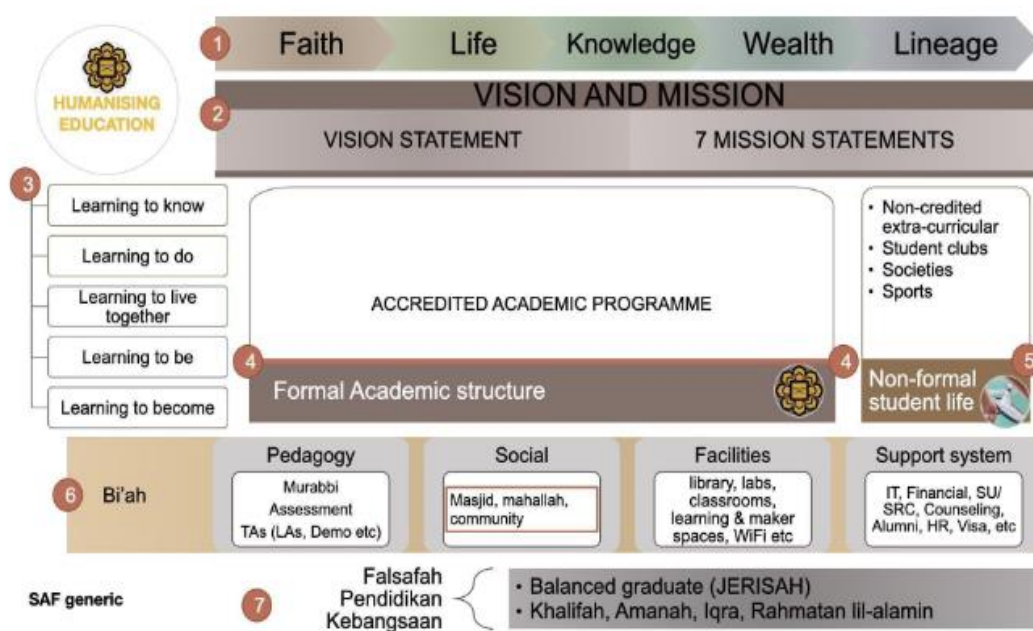 HUMANISING
EDUCATION
1
Faith
Life
Knowledge
Wealth
Lineage
2
VISION AND MISSION
VISION STATEMENT
7 MISSION STATEMENTS
3
Learning to know
Learning to do
Learning to live
together
Learning to be
Learning to become
ACCREDITED ACADEMIC PROGRAMME
4
Formal Academic structure
4
• Non-credited
extra-curricular
• Student clubs
• Societies
• Sports
5
Non-formal
student life
6
Bi'ah
Pedagogy
Murabbi
Assessment
TAs (LAs, Demo etc)
Social
Masjid, mahallah,
community
Facilities
library, labs,
classrooms,
learning & maker
spaces, WiFi etc
Support system
IT, Financial, SU/
SRC, Counseling,
Alumni, HR, Visa, etc
SAF generic
7
Falsafah
Pendidikan
Kebangsaan
• Balanced graduate (JERISAH)
• Khalifah, Amanah, Iqra, Rahmatan lil-alamin